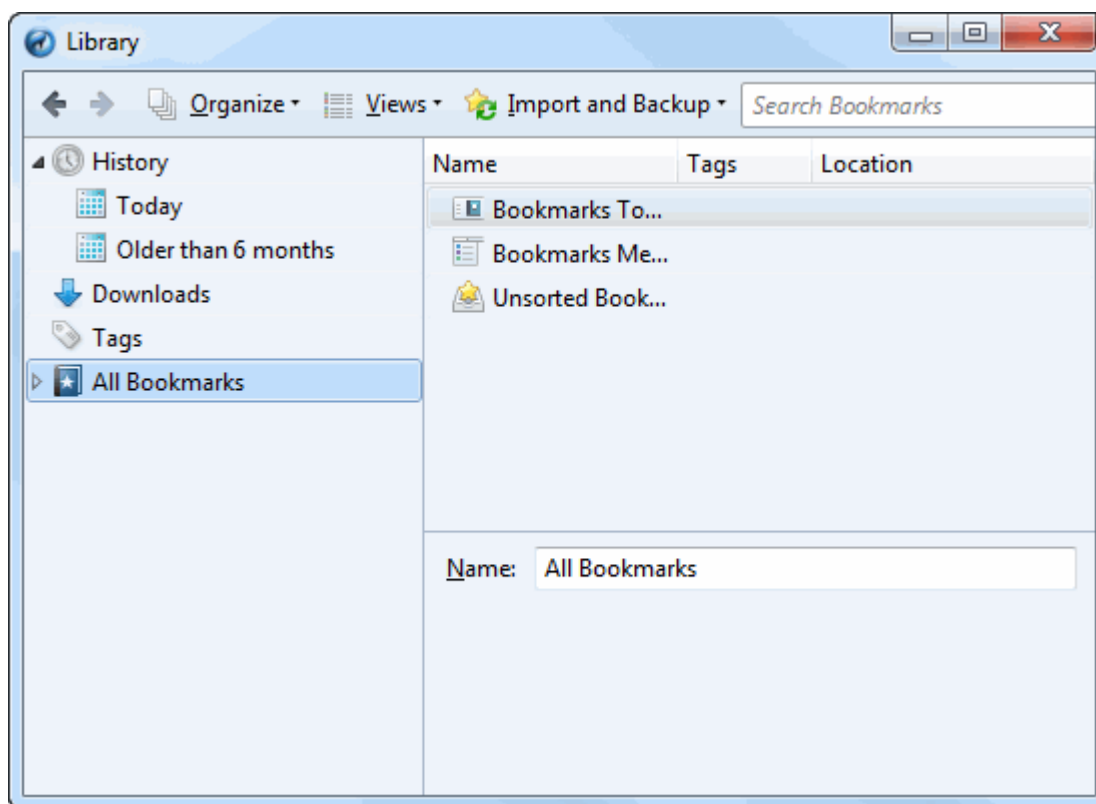 Library
Organize Views Import and Backup Search Bookmarks
History
Today
Older than 6 months
Downloads
Tags
All Bookmarks
Name Tags Location
Bookmarks To...
Bookmarks Me...
Unsorted Book...
Name: All Bookmarks